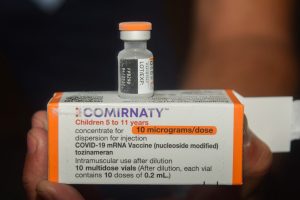 COMIRNATY™
Children 5 to 11 years
concentrate for
dispersion for injection
10 micrograms/dose
COVID-19 mRNA Vaccine (nucleoside modified)
tozinameran
Intramuscular use after dilution
10 multidose vials (After dilution, each vial
contains 10 doses of 0.2 mL.)